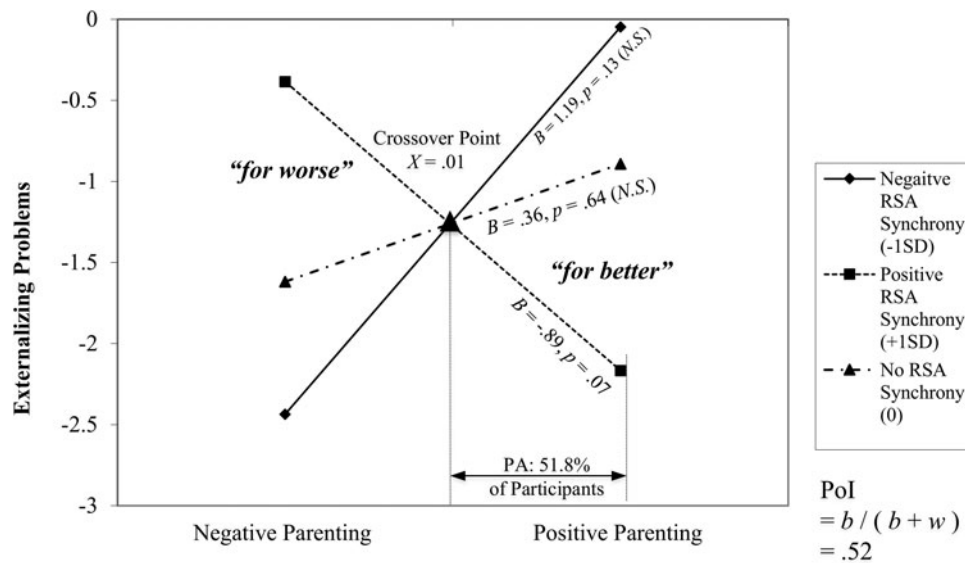 0
-0.5
-1
-1.5
-2
-2.5
-3
Externalizing Problems
Crossover Point
X = .01
“for worse”
“for better”
B = 1.19, p = .13 (N.S.)
B = .36, p = .64 (N.S.)
B = -.89, p = .07
PA: 51.8%
of Participants
Negative Parenting
Positive Parenting
Negaitve
RSA
Synchrony
(-1SD)
Positive
RSA
Synchrony
(+1SD)
No RSA
Synchrony
(0)
PoI
= b / ( b + w )
= .52